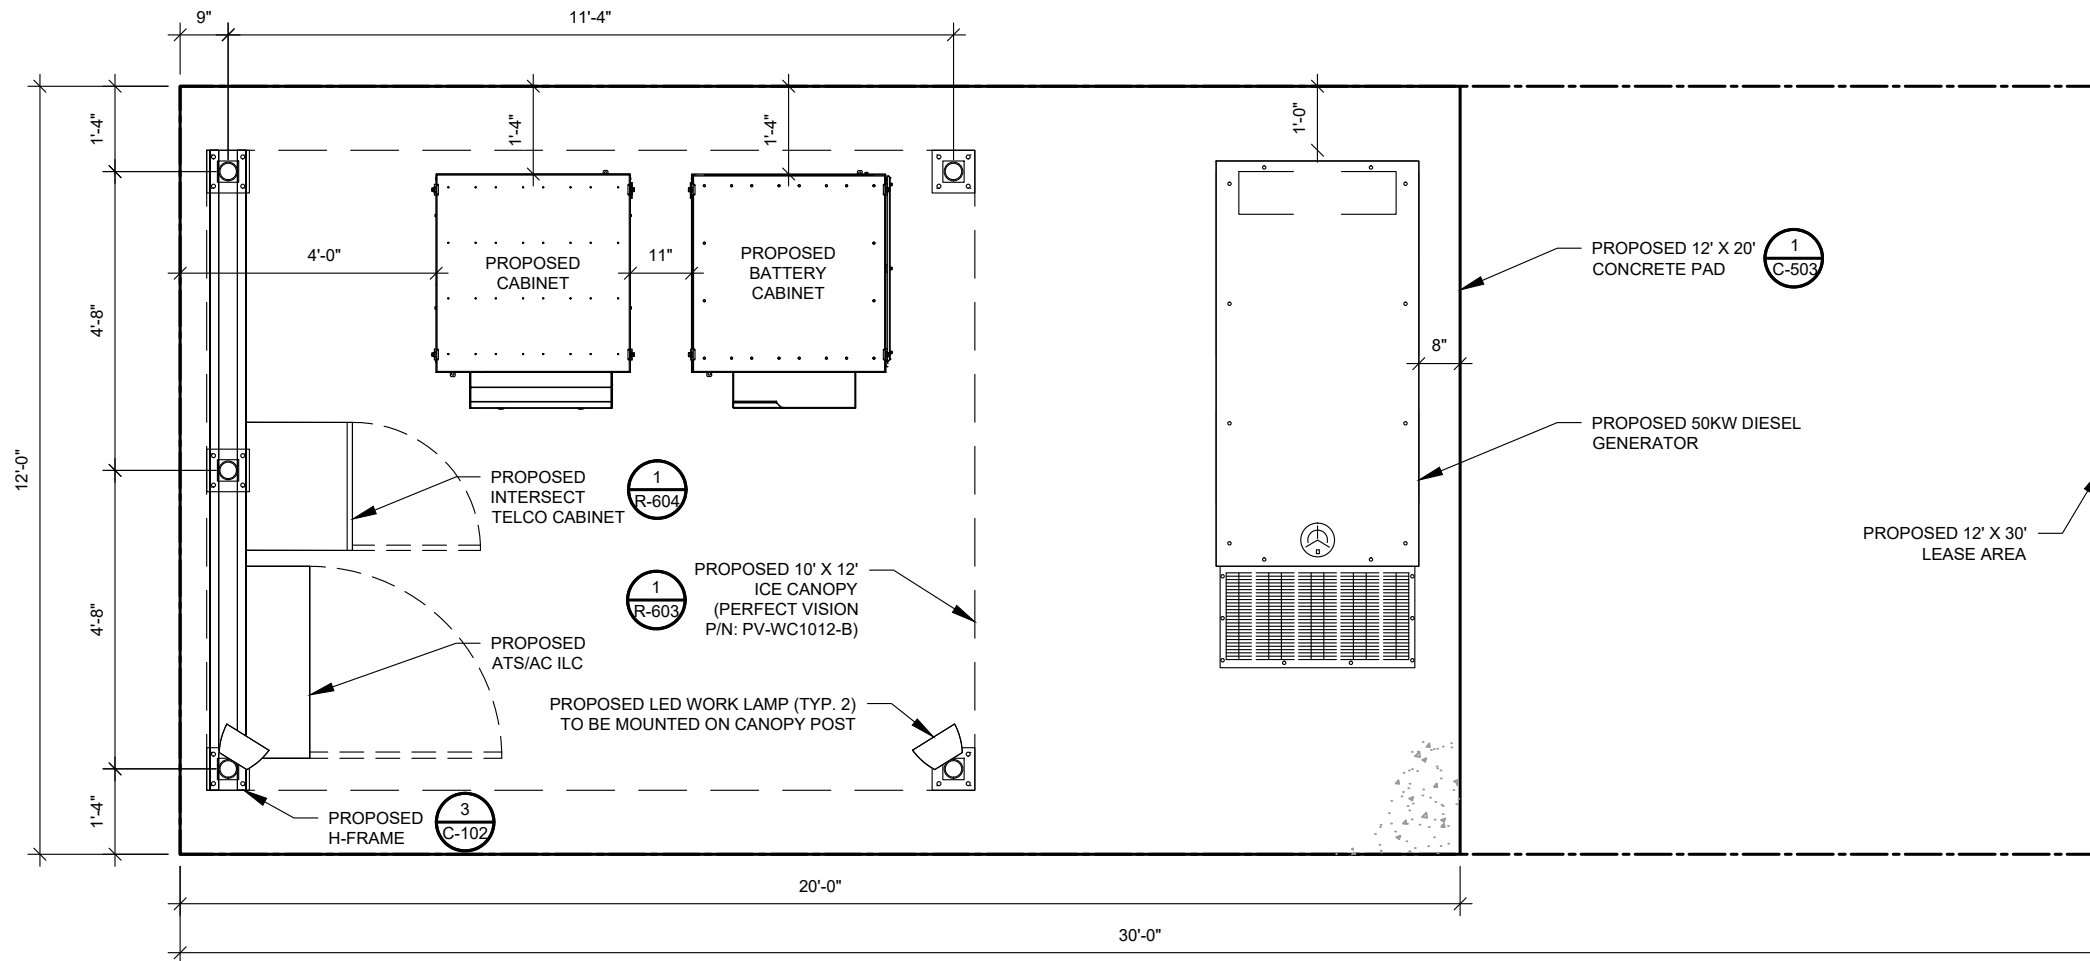 9"
11'-4"
1'-4"
1'-4"
1'-4"
1'-0"
4'-0"
PROPOSED
CABINET
11"
PROPOSED
BATTERY
CABINET
PROPOSED 12' X 20'
CONCRETE PAD
1
C-503
4'-8"
8"
12'-0"
PROPOSED 50KW DIESEL
GENERATOR
PROPOSED
INTERSECT
TELCO CABINET
1
R-604
PROPOSED 12' X 30'
LEASE AREA
4'-8"
1
R-603
PROPOSED 10' X 12'
ICE CANOPY
(PERFECT VISION
P/N: PV-WC1012-B)
PROPOSED
ATS/AC ILC
PROPOSED LED WORK LAMP (TYP. 2)
TO BE MOUNTED ON CANOPY POST
1'-4"
PROPOSED
H-FRAME
3
C-102
20'-0"
30'-0"